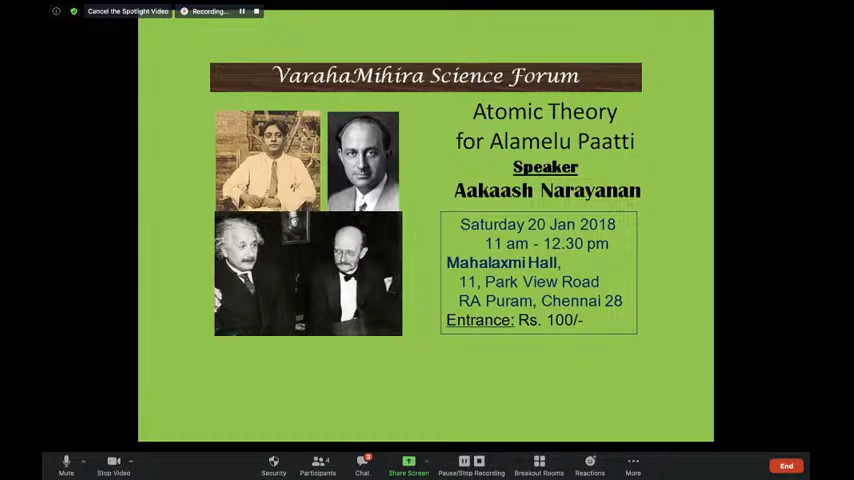 Cancel the Spotlight Video
Recording...
VarahaMihira Science Forum
Atomic Theory
for Alamelu Paatti
Speaker
Aakaash Narayanan
Saturday 20 Jan 2018
11 am - 12.30 pm
Mahalaxmi Hall,
11, Park View Road
RA Puram, Chennai 28
Entrance: Rs. 100/-
Mute
Stop Video
Security
Participants
4
Chat
3
Share Screen
Pause/Stop Recording
Breakout Rooms
Reactions
More
End